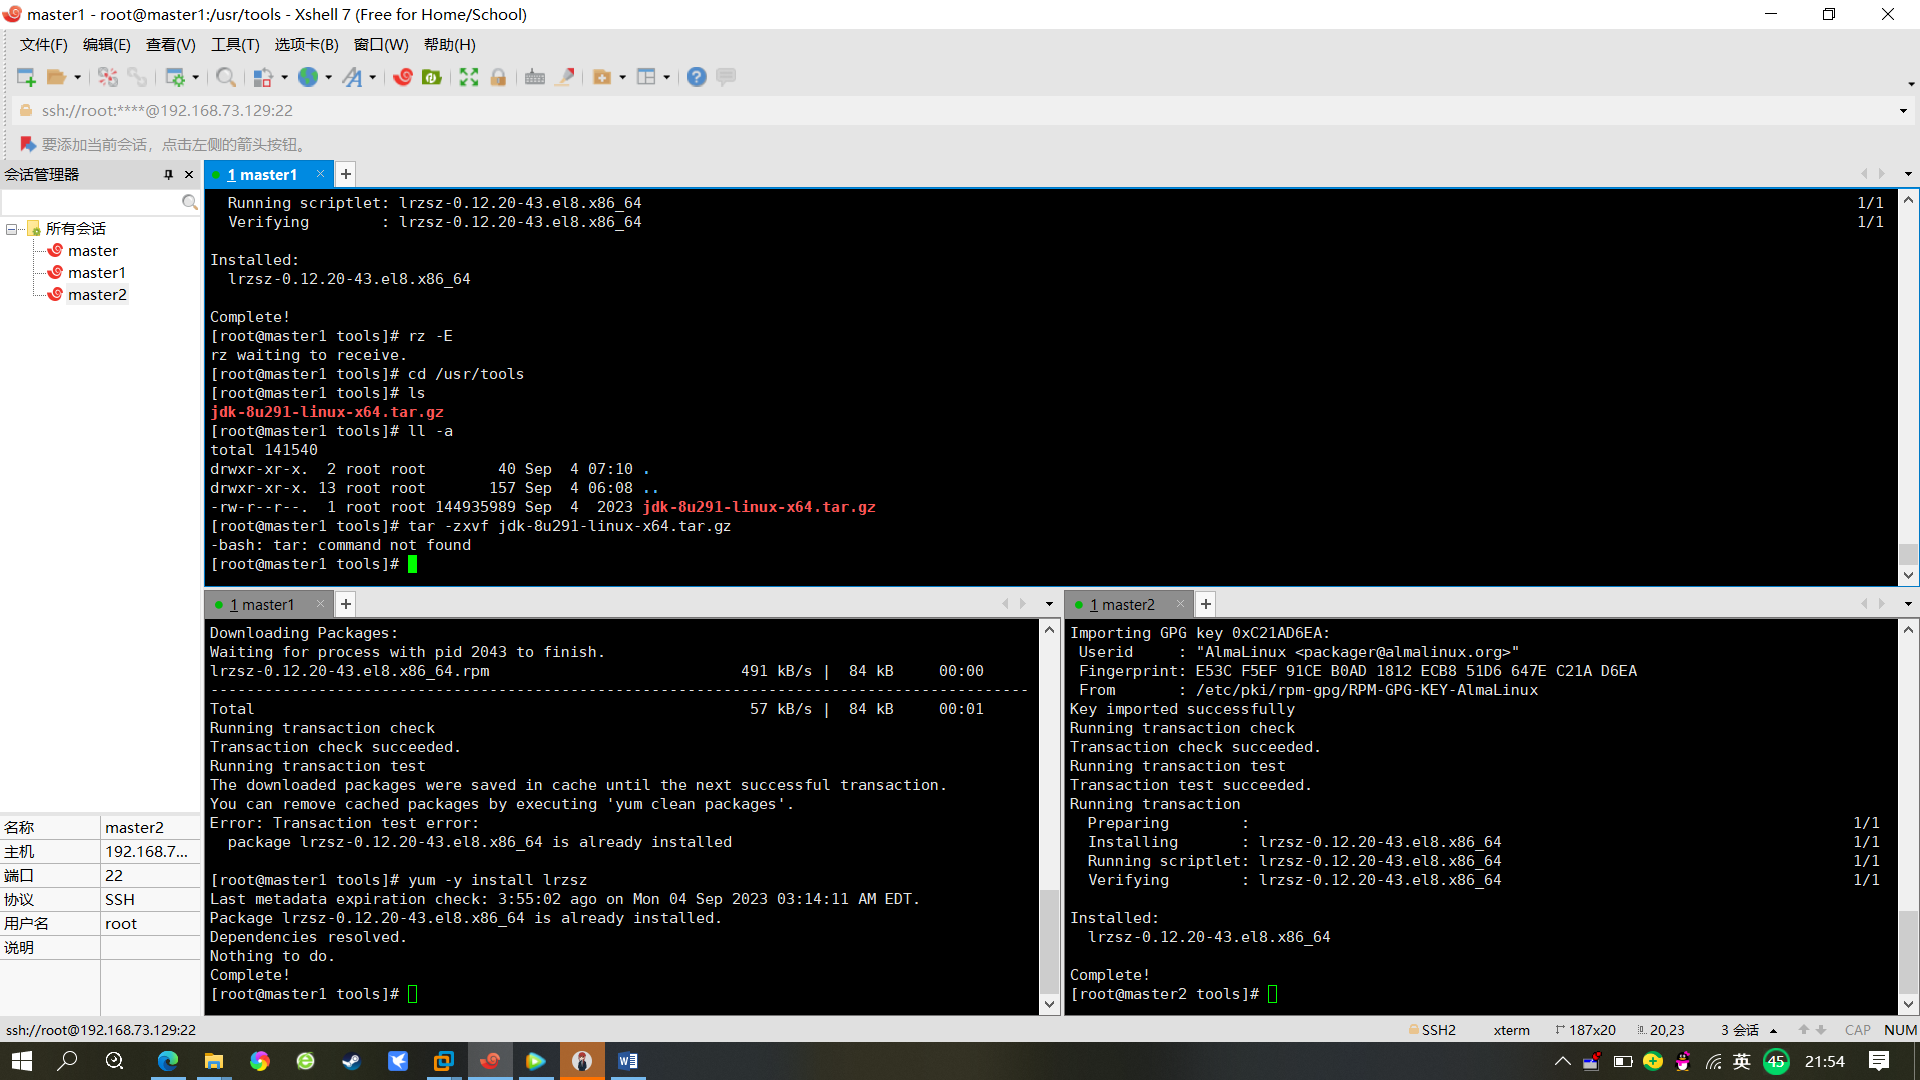 master1 - root@master1:/usr/tools - Xshell 7 (Free for Home/School)
文件(F) 编辑(E) 查看(V) 工具(T) 选项卡(B) 窗口(W) 帮助(H)
ssh://root:****@192.168.73.129:22
要添加当前会话，点击左侧的箭头按钮。
会话管理器
所有会话
master
master1
master2
名称 master2
主机 192.168.7...
端口 22
协议 SSH
用户名 root
说明
1 master1
  Running scriptlet: lrzsz-0.12.20-43.el8.x86_64 1/1
  Verifying        : lrzsz-0.12.20-43.el8.x86_64 1/1
Installed:
  lrzsz-0.12.20-43.el8.x86_64
Complete!
[root@master1 tools]# rz -E
rz waiting to receive.
[root@master1 tools]# cd /usr/tools
[root@master1 tools]# ls
jdk-8u291-linux-x64.tar.gz
[root@master1 tools]# ll -a
total 141540
drwxr-xr-x.  2 root root        40 Sep  4 07:10 .
drwxr-xr-x. 13 root root       157 Sep  4 06:08 ..
-rw-r--r--.  1 root root 144935989 Sep  4  2023 jdk-8u291-linux-x64.tar.gz
[root@master1 tools]# tar -zxvf jdk-8u291-linux-x64.tar.gz
-bash: tar: command not found
[root@master1 tools]#
1 master1
Downloading Packages:
Waiting for process with pid 2043 to finish.
lrzsz-0.12.20-43.el8.x86_64.rpm 491 kB/s |  84 kB     00:00
--------------------------------------------------------------------------------
Total 57 kB/s |  84 kB     00:01
Running transaction check
Transaction check succeeded.
Running transaction test
The downloaded packages were saved in cache until the next successful transaction.
You can remove cached packages by executing 'yum clean packages'.
Error: Transaction test error:
  package lrzsz-0.12.20-43.el8.x86_64 is already installed
[root@master1 tools]# yum -y install lrzsz
Last metadata expiration check: 3:55:02 ago on Mon 04 Sep 2023 03:14:11 AM EDT.
Package lrzsz-0.12.20-43.el8.x86_64 is already installed.
Dependencies resolved.
Nothing to do.
Complete!
[root@master1 tools]#
1 master2
Importing GPG key 0xC21AD6EA:
 Userid     : "AlmaLinux <packager@almalinux.org>"
 Fingerprint: E53C F5EF 91CE B0AD 1812 ECB8 51D6 647E C21A D6EA
 From       : /etc/pki/rpm-gpg/RPM-GPG-KEY-AlmaLinux
Key imported successfully
Running transaction check
Transaction check succeeded.
Running transaction test
Transaction test succeeded.
Running transaction
  Preparing        : 1/1
  Installing       : lrzsz-0.12.20-43.el8.x86_64 1/1
  Running scriptlet: lrzsz-0.12.20-43.el8.x86_64 1/1
  Verifying        : lrzsz-0.12.20-43.el8.x86_64 1/1
Installed:
  lrzsz-0.12.20-43.el8.x86_64
Complete!
[root@master2 tools]#
ssh://root@192.168.73.129:22 SSH2 xterm 187x20 20,23 3 会话 CAP NUM
英 45 21:54